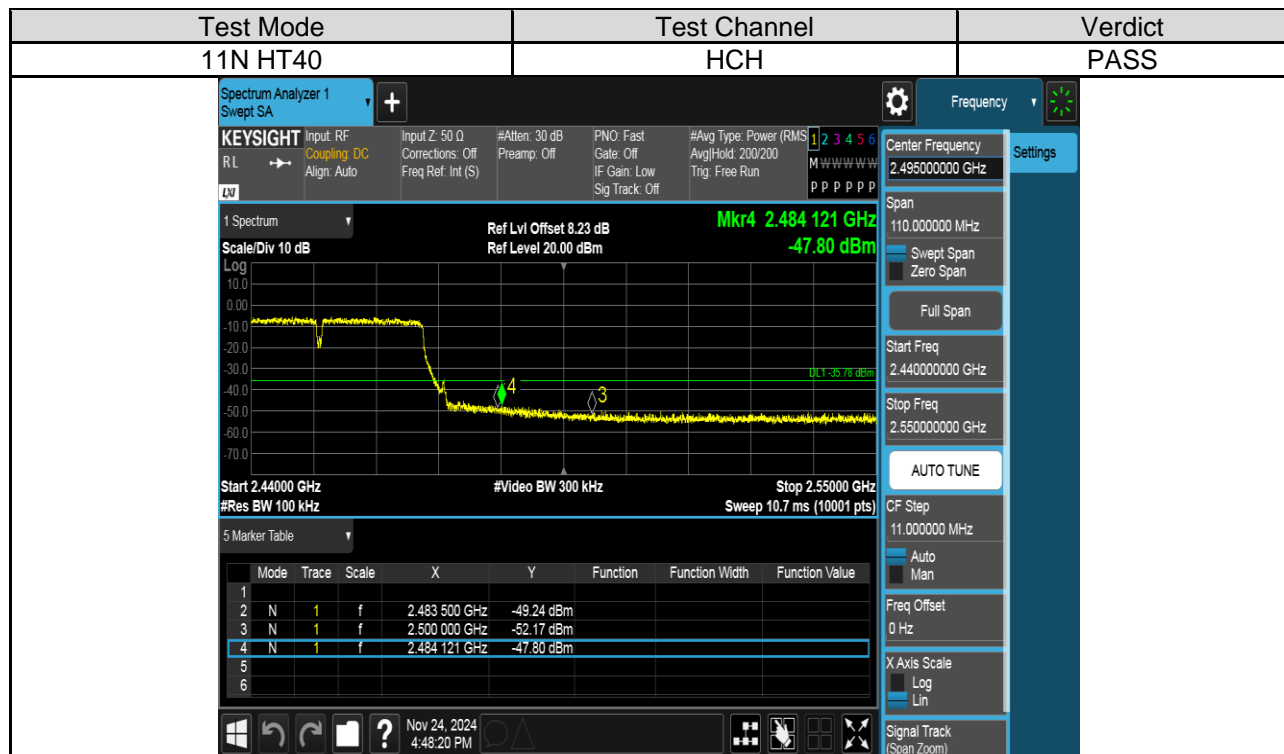 Test Mode Test Channel Verdict
11N HT40 HCH PASS
Spectrum Analyzer 1
Swept SA
+
Frequency
KEYSIGHT Input: RF Input Z: 50 Ω #Atten: 30 dB PNO: Fast #Avg Type: Power (RMS 1 2 3 4 5 6
RL Coupling: DC Corrections: Off Preamp: Off Gate: Off Avg|Hold: 200/200 M W W W W W
Align: Auto Freq Ref: Int (S) IF Gain: Low Trig: Free Run
LXI Sig Track: Off P P P P P P
1 Spectrum
Ref Lvl Offset 8.23 dB Mkr4 2.484 121 GHz
Scale/Div 10 dB Ref Level 20.00 dBm -47.80 dBm
Log
10.0
0.00
-10.0
-20.0
-30.0
DL1 -35.78 dBm
-40.0
4 3
-50.0
-60.0
-70.0
Start 2.44000 GHz #Video BW 300 kHz Stop 2.55000 GHz
#Res BW 100 kHz Sweep 10.7 ms (10001 pts)
5 Marker Table
Mode Trace Scale X Y Function Function Width Function Value
1
2 N 1 f 2.483 500 GHz -49.24 dBm
3 N 1 f 2.500 000 GHz -52.17 dBm
4 N 1 f 2.484 121 GHz -47.80 dBm
5
6
? Nov 24, 2024
4:48:20 PM
Center Frequency
2.495000000 GHz
Settings
Span
110.000000 MHz
Swept Span
Zero Span
Full Span
Start Freq
2.440000000 GHz
Stop Freq
2.550000000 GHz
AUTO TUNE
CF Step
11.000000 MHz
Auto
Man
Freq Offset
0 Hz
X Axis Scale
Log
Lin
Signal Track
(Span Zoom)